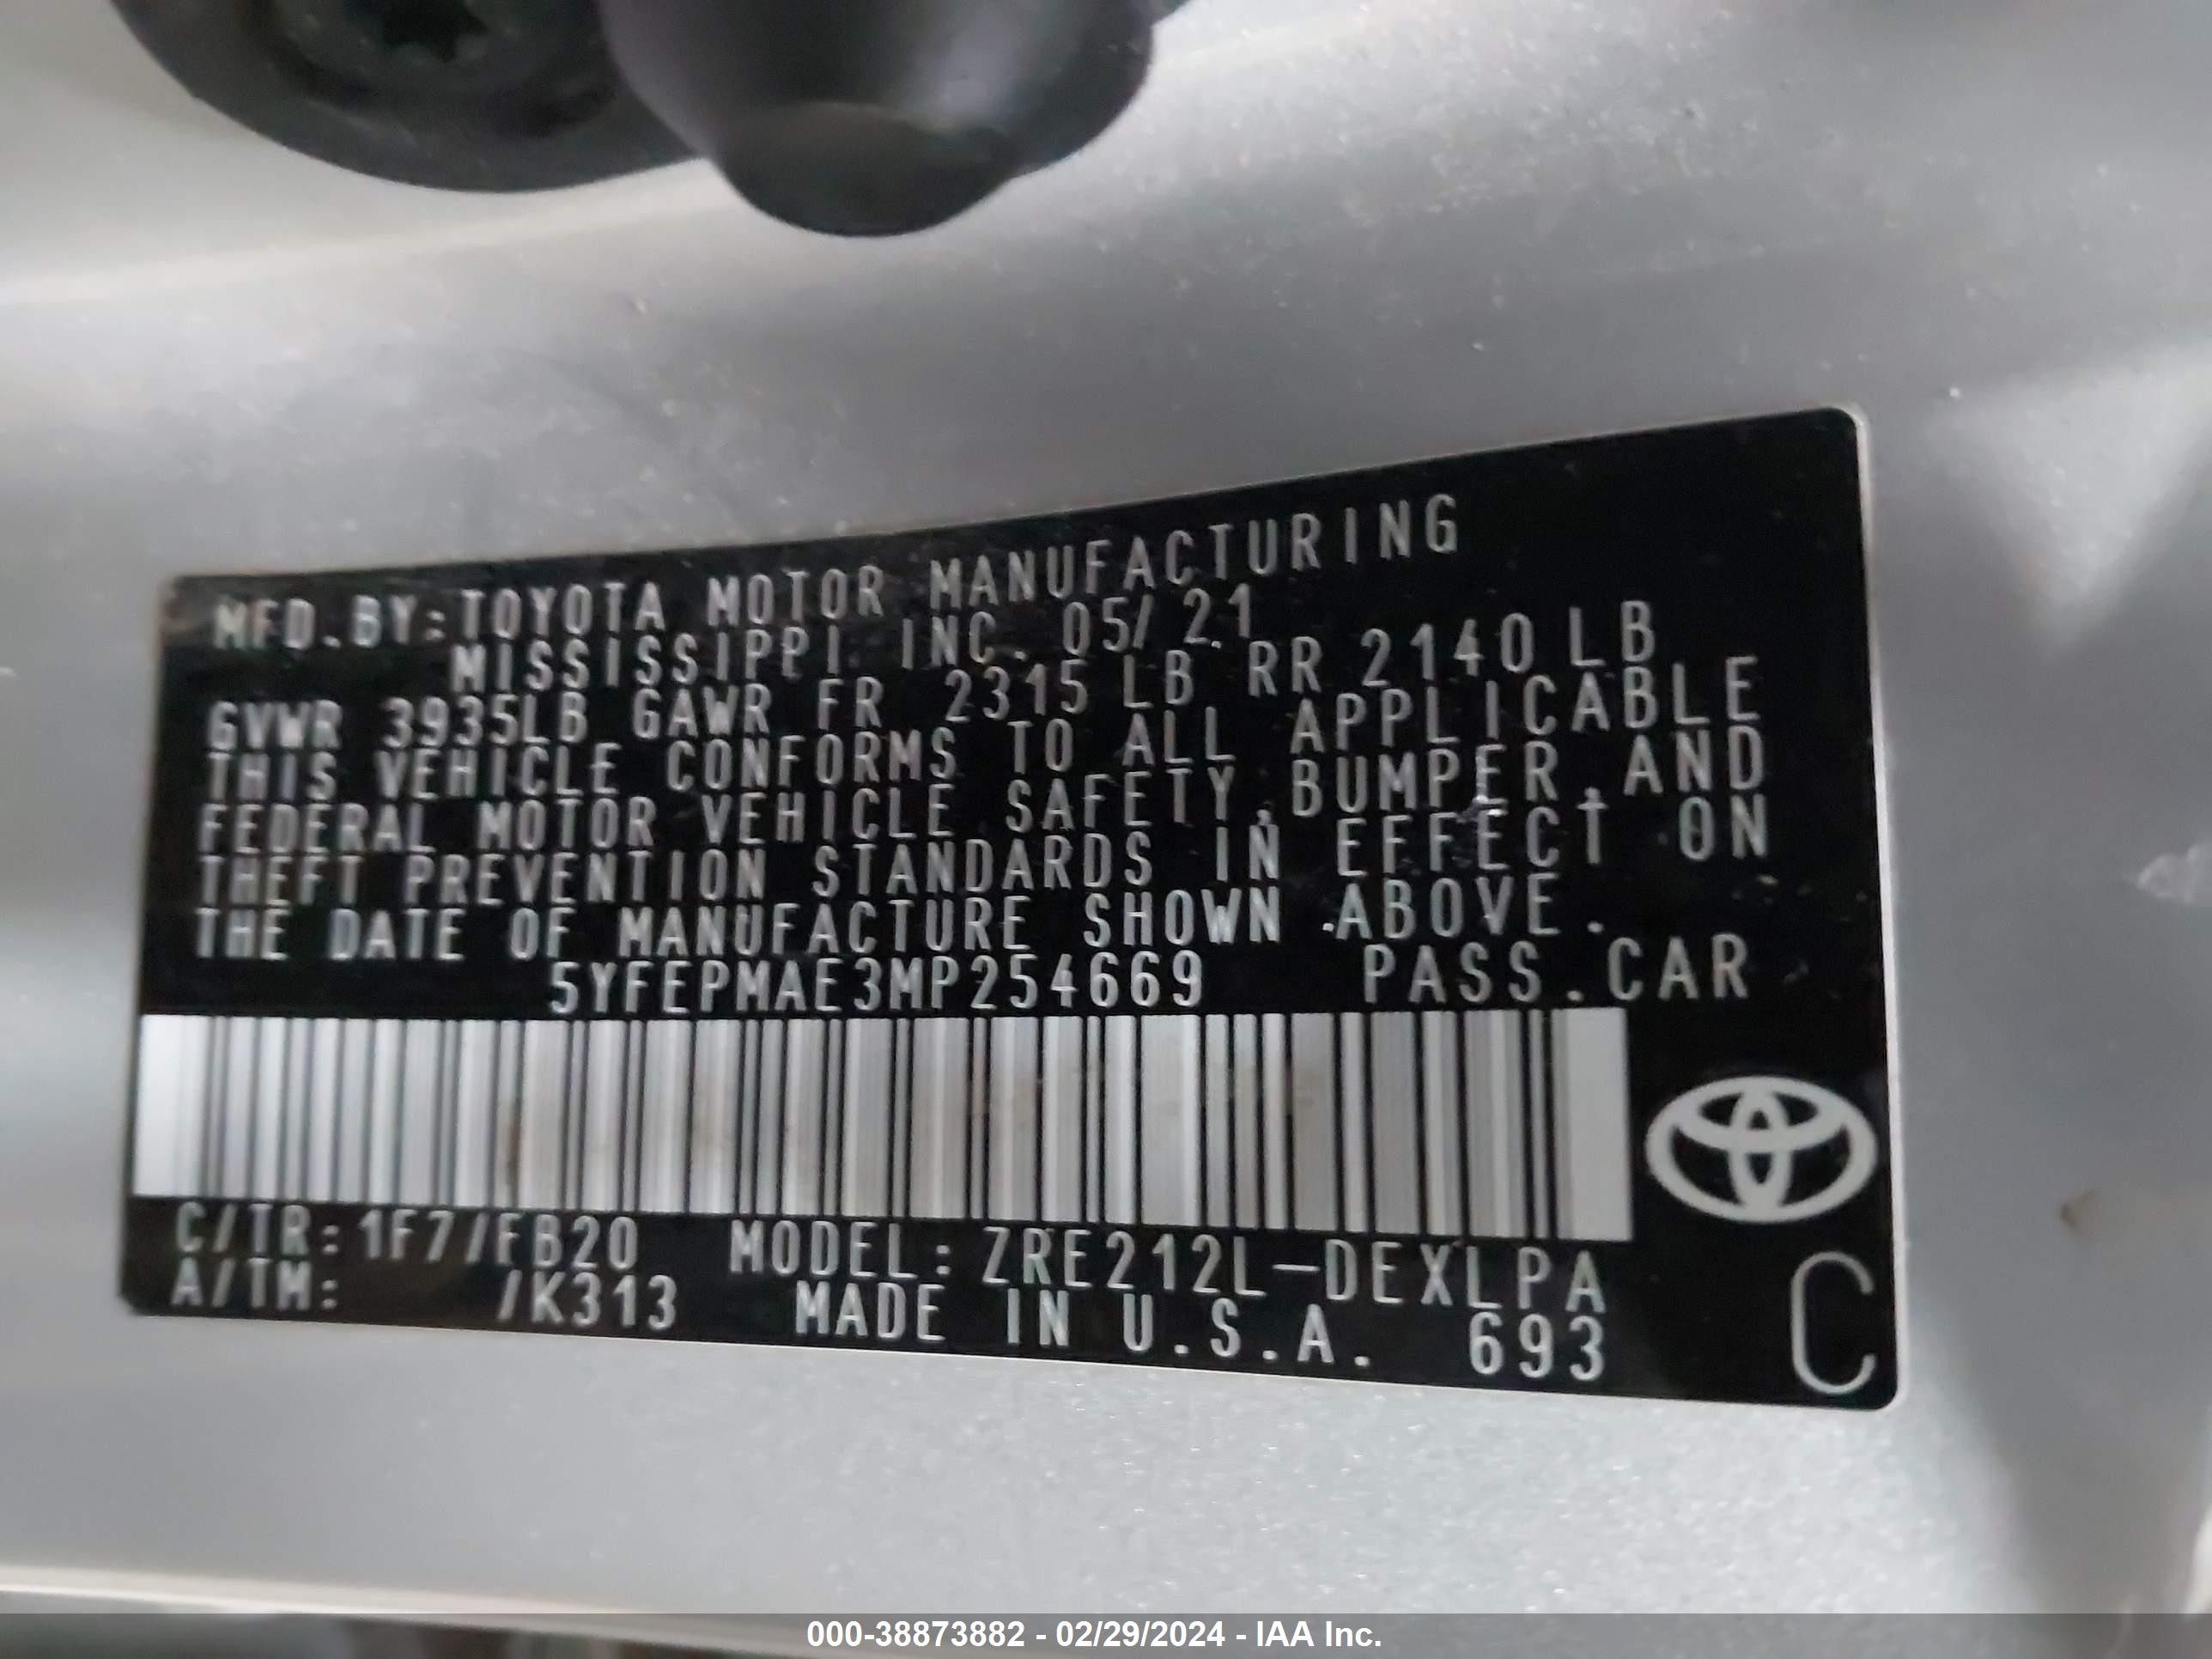 MFD.BY:TOYOTA MOTOR MANUFACTURING
MISSISSIPPI, INC. 05/21
GVWR 3935LB GAWR FR 2315 LB RR 2140 LB
THIS VEHICLE CONFORMS TO ALL APPLICABLE
FEDERAL MOTOR VEHICLE SAFETY,BUMPER,AND
THEFT PREVENTION STANDARDS IN EFFECT ON
THE DATE OF MANUFACTURE SHOWN ABOVE.
5YFEPMAE3MP254669 PASS.CAR
C/TR:1F7/FB20 MODEL:ZRE212L-DEXLPA
A/TM: /K313 MADE IN U.S.A. 693
C
000-38873882 - 02/29/2024 - IAA Inc.